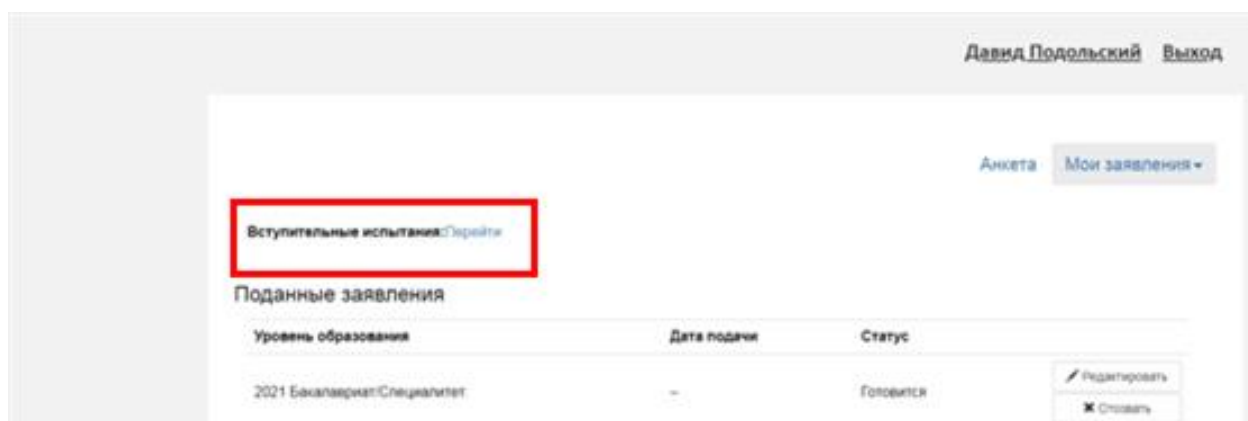 Давид Подольский Выход
Анкета Мои заявления
Вступительные испытания:Перейти
Поданные заявления
Уровень образования Дата подачи Статус
2021 Бакалавриат/Специалитет – Готовится
Редактировать
Отозвать